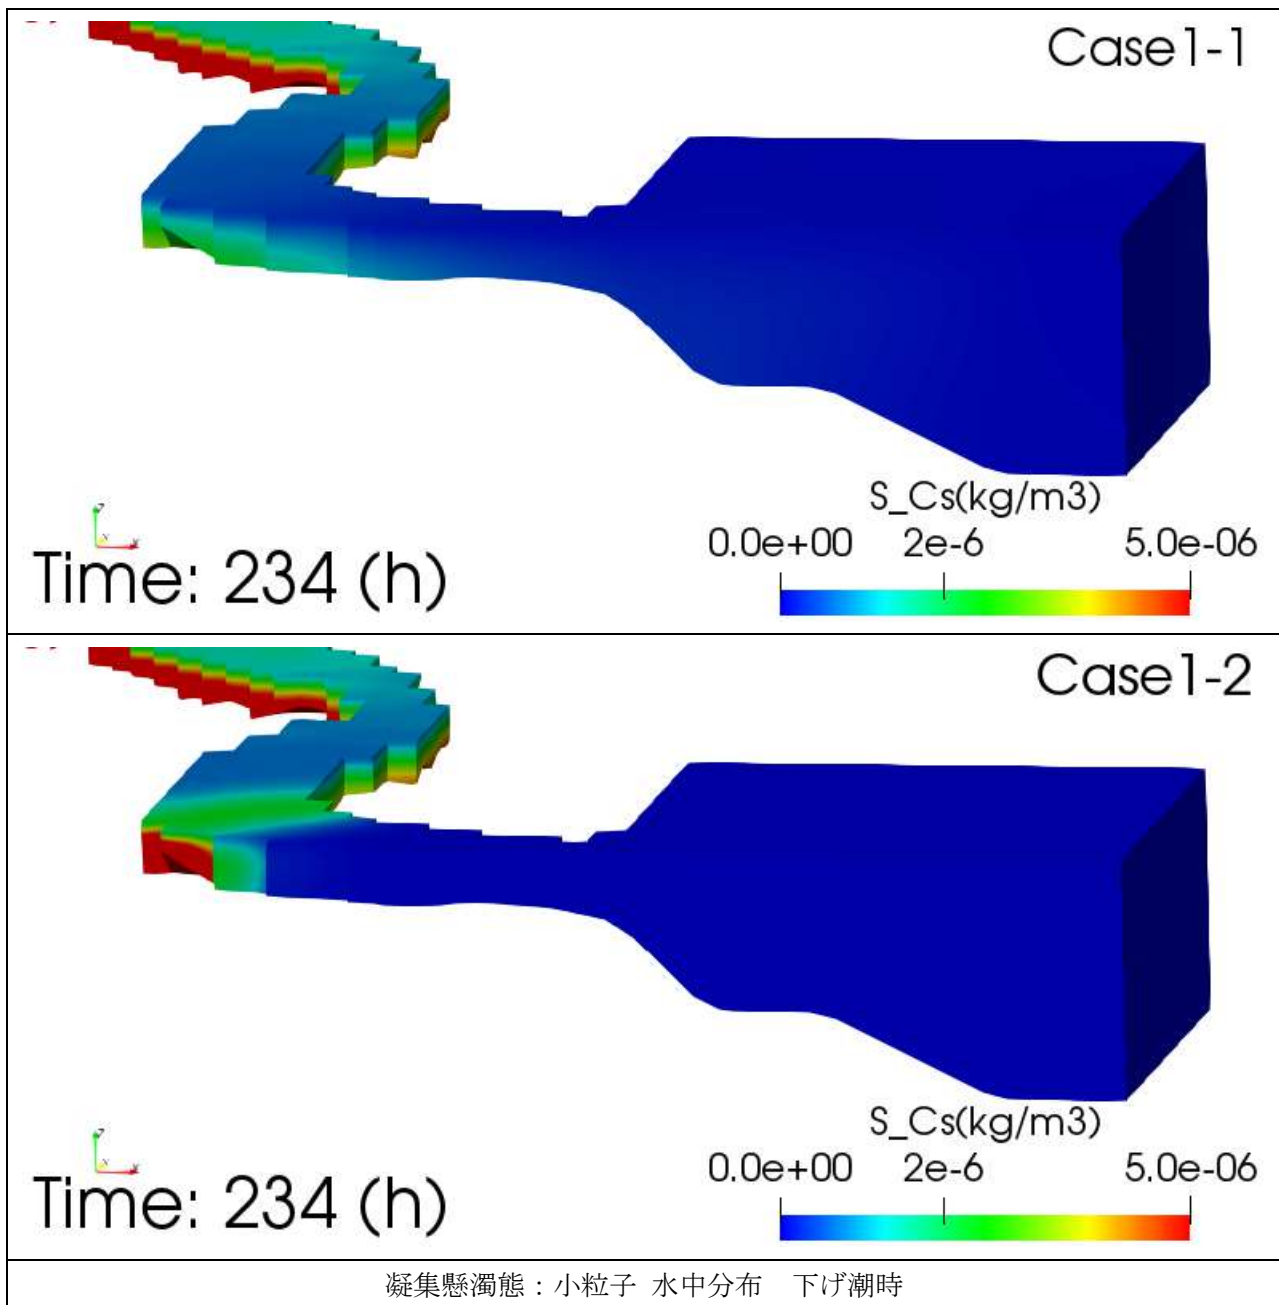 Case1-1
S_Cs(kg/m3)
0.0e+00 2e-6 5.0e-06
Time: 234 (h)
Case1-2
S_Cs(kg/m3)
0.0e+00 2e-6 5.0e-06
Time: 234 (h)
凝集懸濁態：小粒子 水中分布 下げ潮時